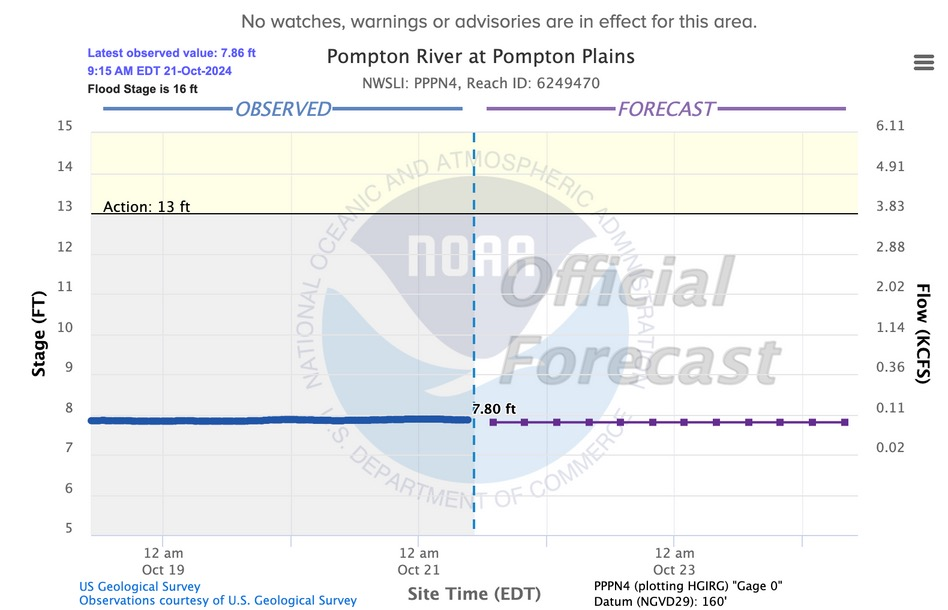 No watches, warnings or advisories are in effect for this area.
Latest observed value: 7.86 ft
9:15 AM EDT 21-Oct-2024
Flood Stage is 16 ft
Pompton River at Pompton Plains
NWSLI: PPPN4, Reach ID: 6249470
OBSERVED
FORECAST
15
14
13
12
11
10
9
8
7
6
5
Stage (FT)
Action: 13 ft
NATIONAL OCEANIC AND ATMOSPHERIC ADMINISTRATION
NOAA
U.S. DEPARTMENT OF COMMERCE
Official
Forecast
7.80 ft
6.11
4.91
3.83
2.88
2.02
1.14
0.36
0.11
0.02
Flow (KCFS)
12 am
Oct 19
12 am
Oct 21
12 am
Oct 23
US Geological Survey
Observations courtesy of U.S. Geological Survey
Site Time (EDT)
PPPN4 (plotting HGIRG) "Gage 0"
Datum (NGVD29): 160'